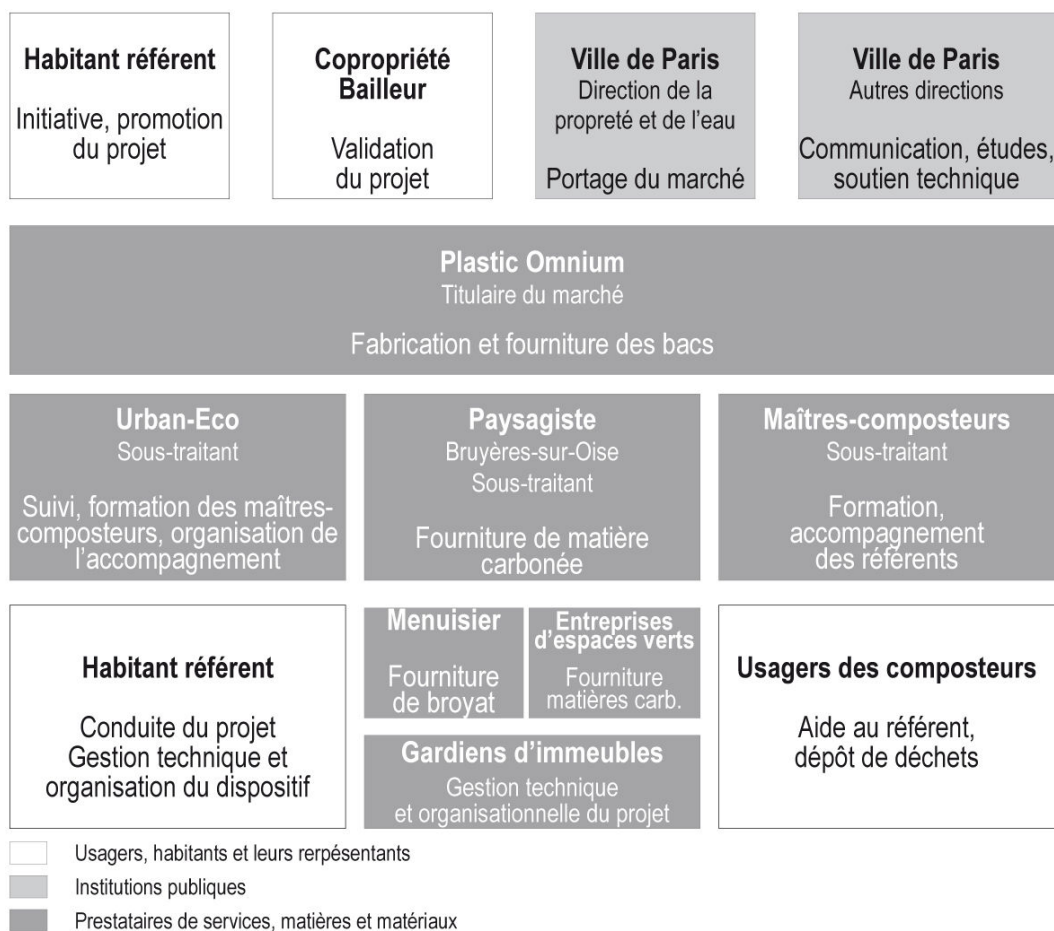 Habitant référent
Initiative, promotion
du projet
Copropriété
Bailleur
Validation
du projet
Ville de Paris
Direction de la
propreté et de l'eau
Portage du marché
Ville de Paris
Autres directions
Communication, études,
soutien technique
Plastic Omnium
Titulaire du marché
Fabrication et fourniture des bacs
Urban-Eco
Sous-traitant
Suivi, formation des maîtres-
composteurs, organisation de
l'accompagnement
Paysagiste
Bruyères-sur-Oise
Sous-traitant
Fourniture de matière
carbonée
Maîtres-composteurs
Sous-traitant
Formation,
accompagnement
des référents
Habitant référent
Conduite du projet
Gestion technique et
organisation du dispositif
Menuisier
Fourniture
de broyat
Entreprises
d'espaces verts
Fourniture
matières carb.
Gardiens d'immeubles
Gestion technique
et organisationnelle du projet
Usagers des composteurs
Aide au référent,
dépôt de déchets
Usagers, habitants et leurs rerpésentants
Institutions publiques
Prestataires de services, matières et matériaux